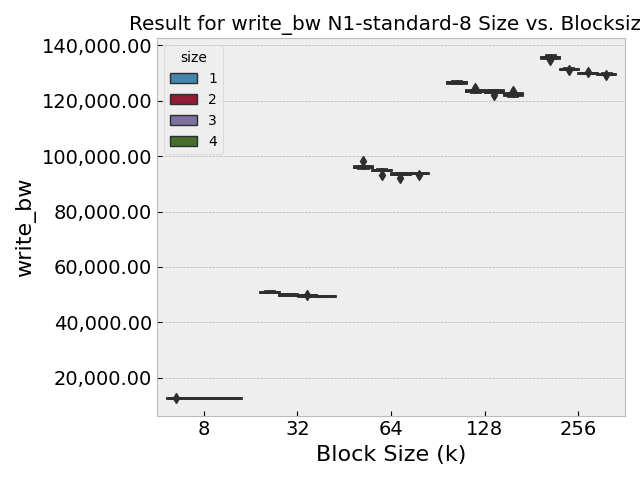 Result for write_bw N1-standard-8 Size vs. Blocksiz
140,000.00
120,000.00
100,000.00
80,000.00
60,000.00
40,000.00
20,000.00
write_bw
size
1
2
3
4
8 32 64 128 256
Block Size (k)